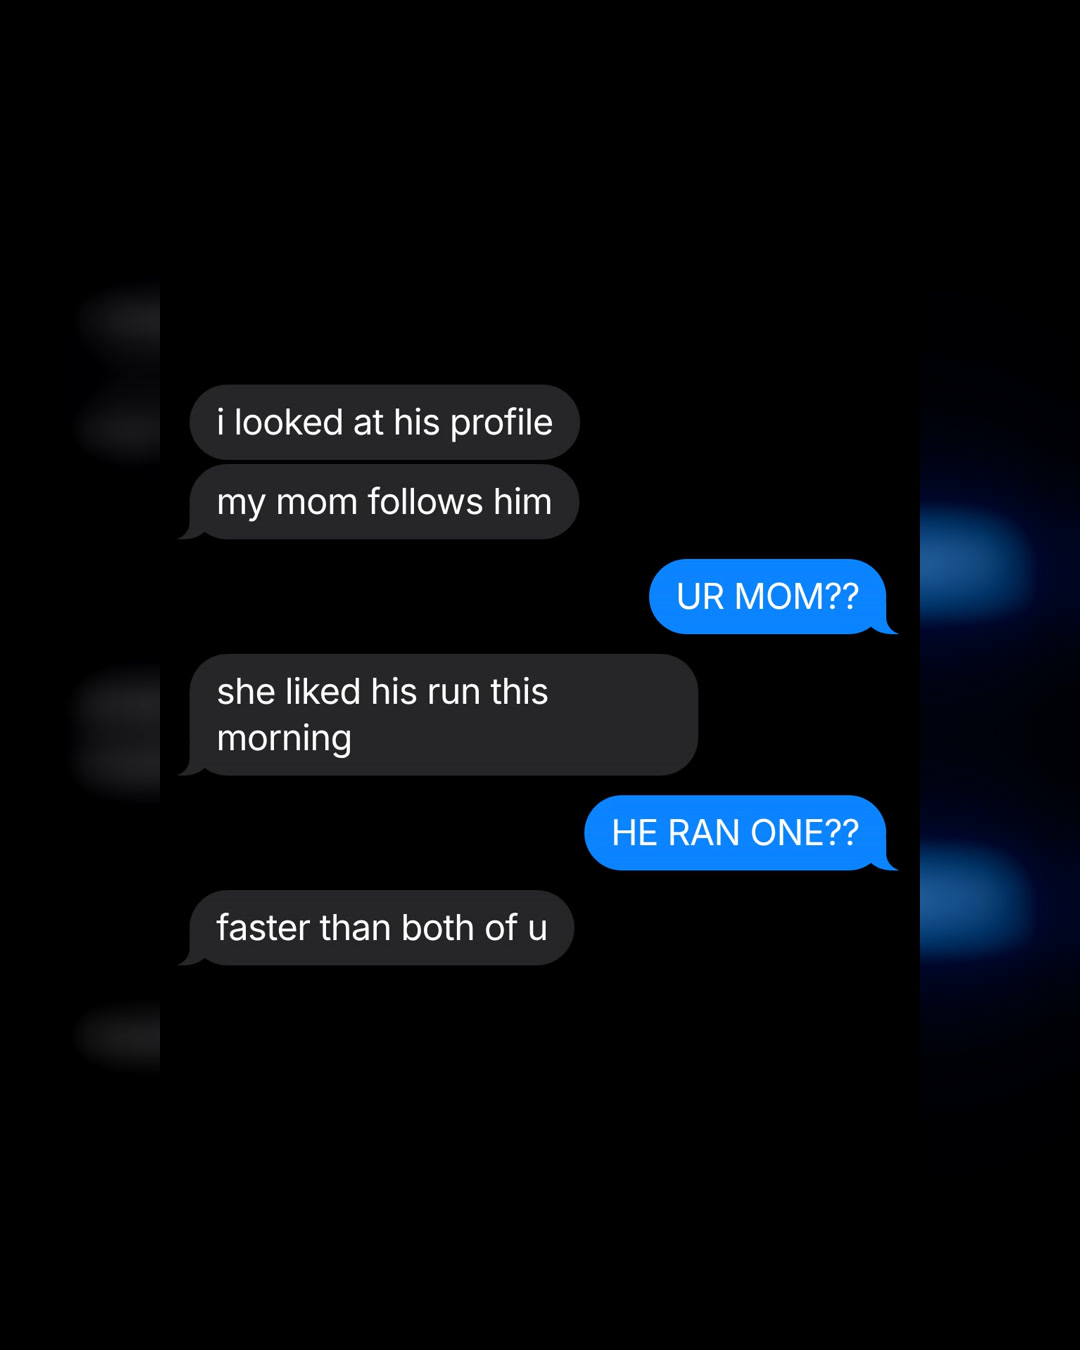 i looked at his profile
my mom follows him
UR MOM??
she liked his run this
morning
HE RAN ONE??
faster than both of u